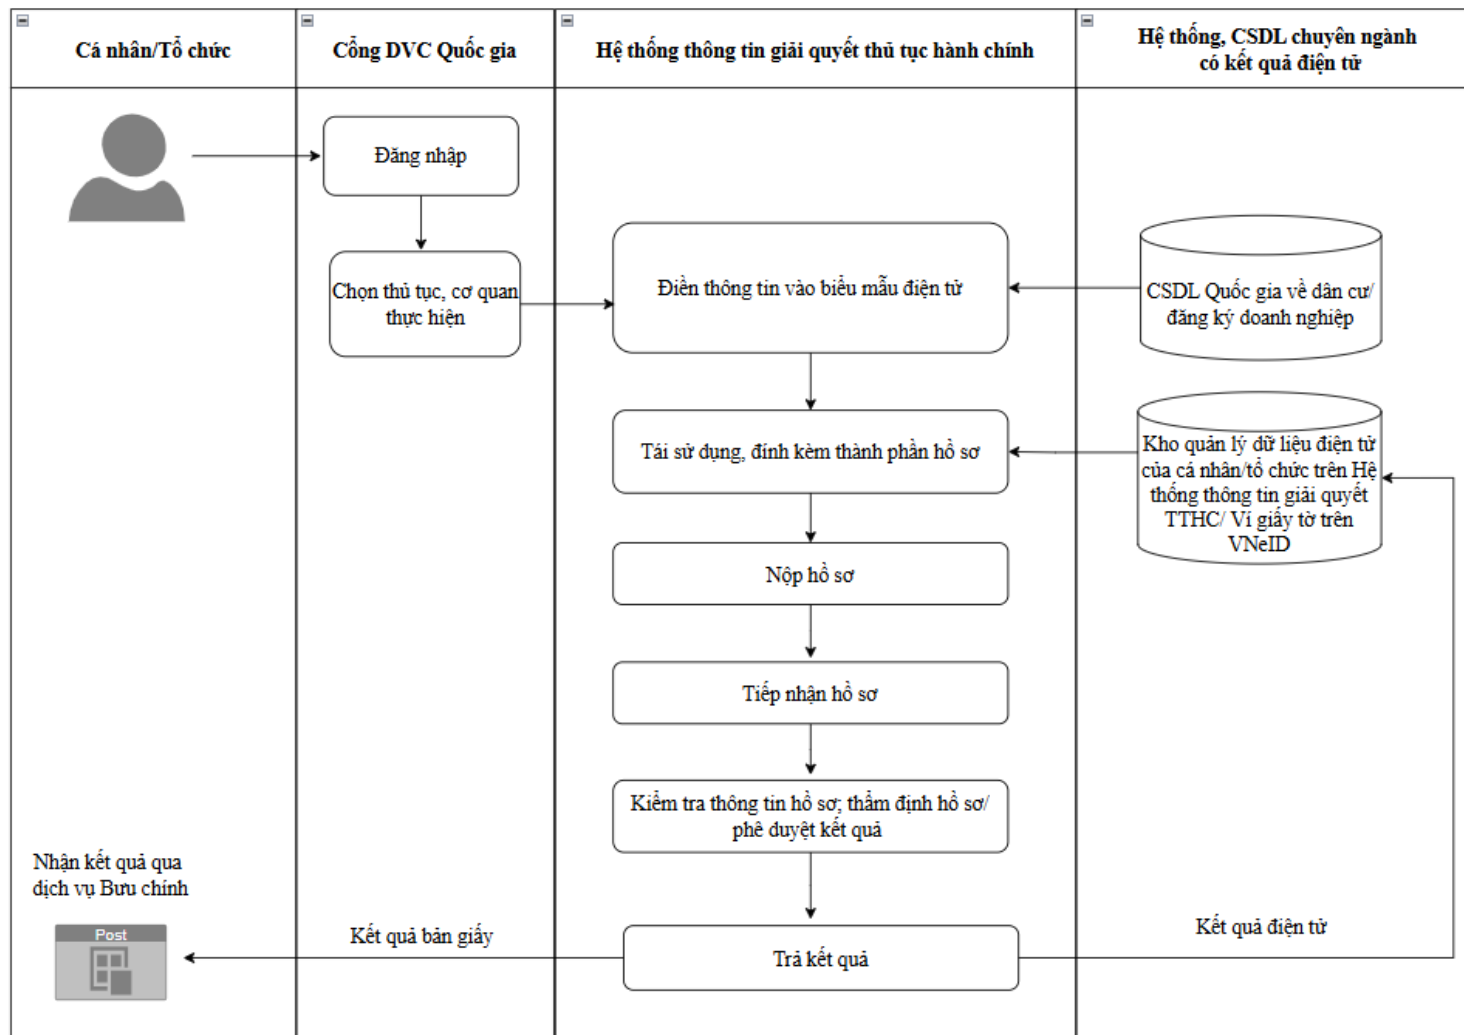 Cá nhân/Tổ chức
Cổng DVC Quốc gia
Hệ thống thông tin giải quyết thủ tục hành chính
Hệ thống, CSDL chuyên ngành
có kết quả điện tử
Đăng nhập
Chọn thủ tục, cơ quan
thực hiện
Điền thông tin vào biểu mẫu điện tử
CSDL Quốc gia về dân cư/
đăng ký doanh nghiệp
Tái sử dụng, đính kèm thành phần hồ sơ
Kho quản lý dữ liệu điện tử
của cá nhân/tổ chức trên Hệ
thống thông tin giải quyết
TTHC/ Ví giấy tờ trên
VNeID
Nộp hồ sơ
Tiếp nhận hồ sơ
Kiểm tra thông tin hồ sơ; thẩm định hồ sơ/
phê duyệt kết quả
Nhận kết quả qua
dịch vụ Bưu chính
Post
Kết quả bản giấy
Trả kết quả
Kết quả điện tử